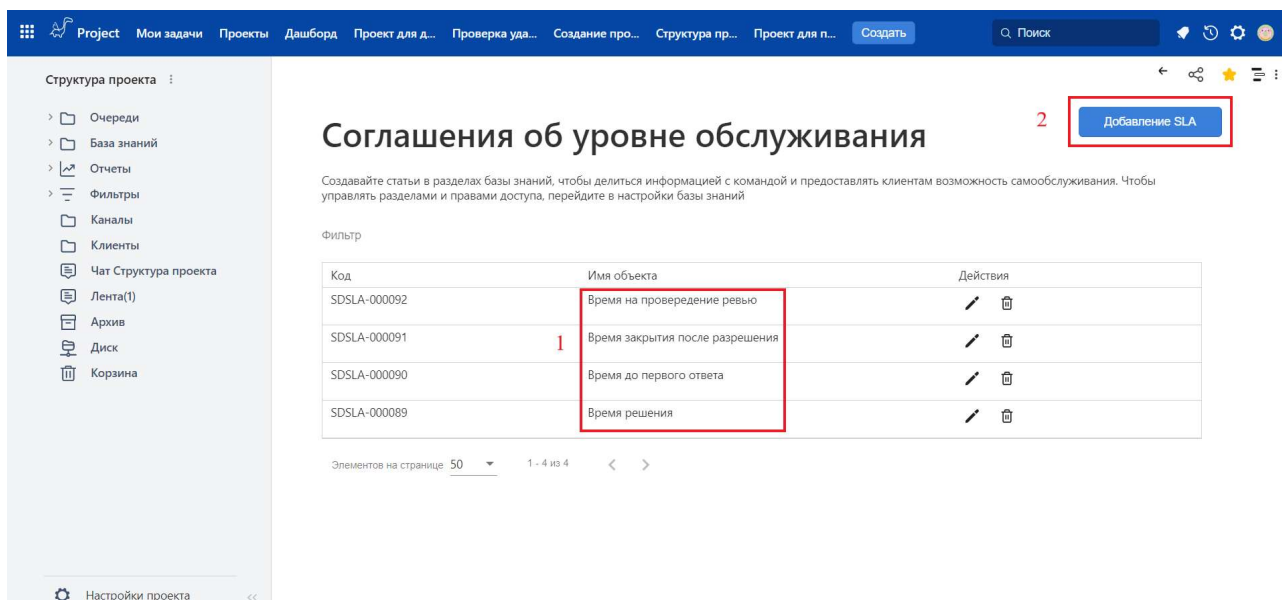 Project Мои задачи Проекты Дашборд Проект для д... Проверка уда... Создание про... Структура пр... Проект для п... Создать Поиск
Структура проекта
Очереди
База знаний
Отчеты
Фильтры
Каналы
Клиенты
Чат Структура проекта
Лента(1)
Архив
Диск
Корзина
Настройки проекта <<
2 Добавление SLA
Соглашения об уровне обслуживания
Создавайте статьи в разделах базы знаний, чтобы делиться информацией с командой и предоставлять клиентам возможность самообслуживания. Чтобы
управлять разделами и правами доступа, перейдите в настройки базы знаний
Фильтр
Код Имя объекта Действия
SDSLA-000092 Время на провередение ревью
SDSLA-000091 1 Время закрытия после разрешения
SDSLA-000090 Время до первого ответа
SDSLA-000089 Время решения
Элементов на странице 50 1 - 4 из 4